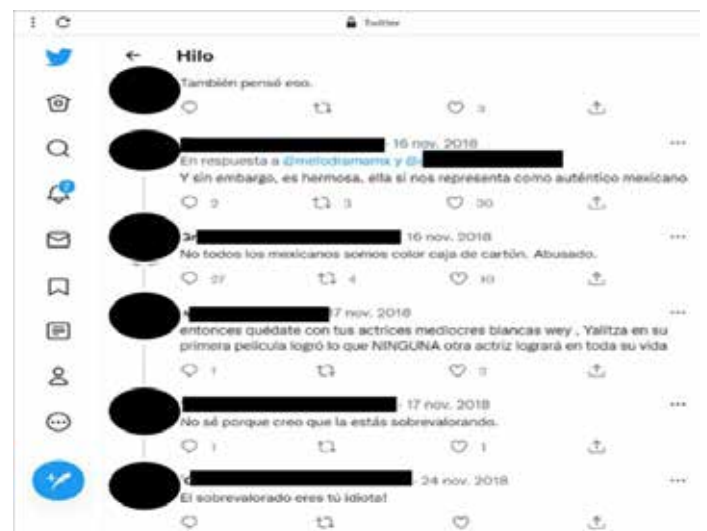 Twitter
Hilo
También pensé eso.
3
16 nov. 2018
En respuesta a @melodramamx y @
Y sin embargo, es hermosa, ella si nos representa como auténtico mexicano
2 3 30
16 nov. 2018
No todos los mexicanos somos color caja de cartón. Abusado.
27 4 10
7 nov. 2018
entonces quédate con tus actrices mediocres blancas wey , Yalitza en su
primera película logró lo que NINGUNA otra actriz logrará en toda su vida
1 3
17 nov. 2018
No sé porque creo que la estás sobrevalorando.
1 1
24 nov. 2018
El sobrevalorado eres tú idiota!